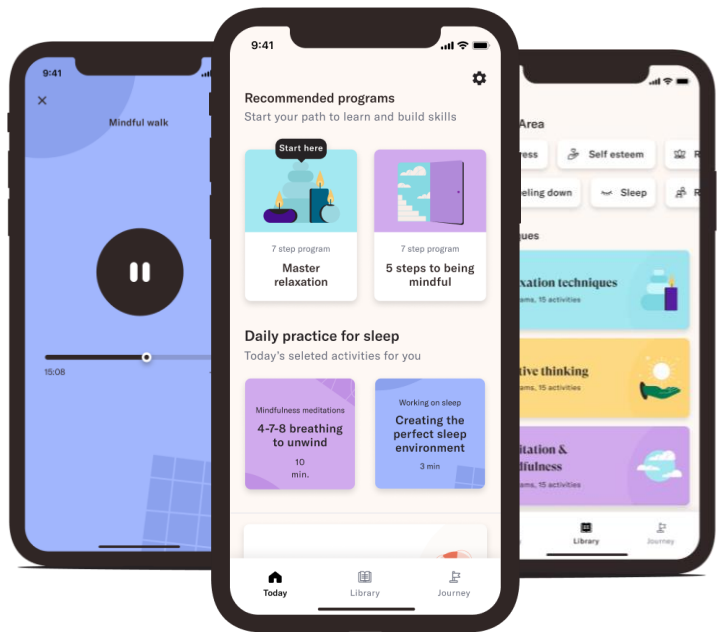 9:41
Mindful walk
15:08
9:41
Recommended programs
Start your path to learn and build skills
Start here
7 step program
Master
relaxation
7 step program
5 steps to being
mindful
Daily practice for sleep
Today's seleted activities for you
Mindfulness meditations
4-7-8 breathing
to unwind
10
min.
Working on sleep
Creating the
perfect sleep
environment
3 min
Today
Library
Journey
Area
ress
Self esteem
R
eling down
Sleep
R
ques
xation techniques
ams, 15 activities
tive thinking
ams, 15 activities
itation &
lfulness
ams, 15 activities
Library
Journey